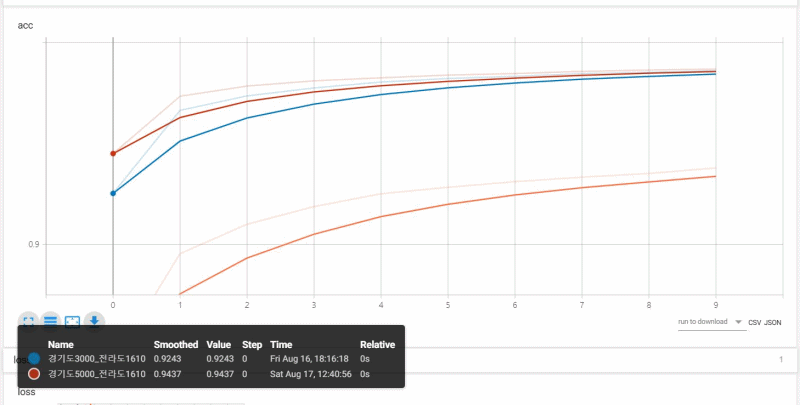 acc
0.9
0 1 2 3 4 5 6 7 8 9
run to download CSV JSON
Name Smoothed Value Step Time Relative
경기도3000_전라도1610 0.9243 0.9243 0 Fri Aug 16, 18:16:18 0s
경기도5000_전라도1610 0.9437 0.9437 0 Sat Aug 17, 12:40:56 0s
1
loss